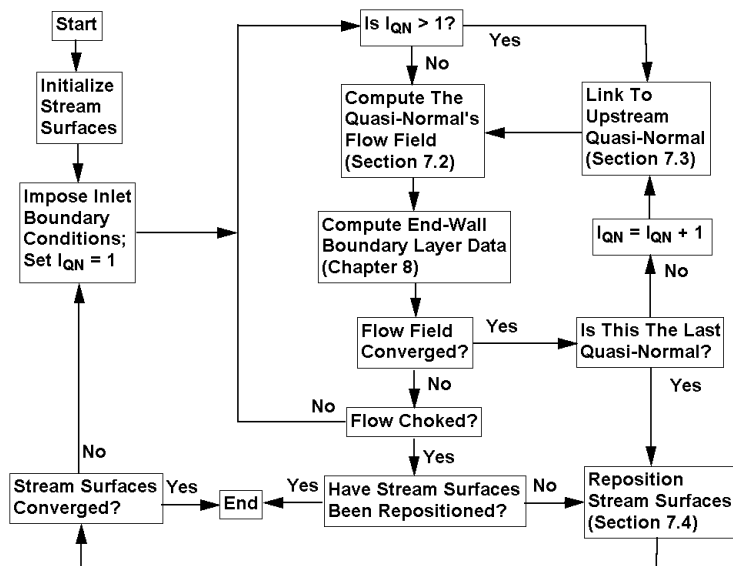 Start
Initialize
Stream
Surfaces
Impose Inlet
Boundary
Conditions;
Set IQN = 1
Is IQN > 1?
Yes
No
Compute The
Quasi-Normal's
Flow Field
(Section 7.2)
Link To
Upstream
Quasi-Normal
(Section 7.3)
Compute End-Wall
Boundary Layer Data
(Chapter 8)
IQN = IQN + 1
No
Flow Field
Converged?
Yes
Is This The Last
Quasi-Normal?
No
Yes
No
Flow Choked?
Yes
No
Stream Surfaces
Converged?
Yes
End
Yes
Have Stream Surfaces
Been Repositioned?
No
Reposition
Stream Surfaces
(Section 7.4)